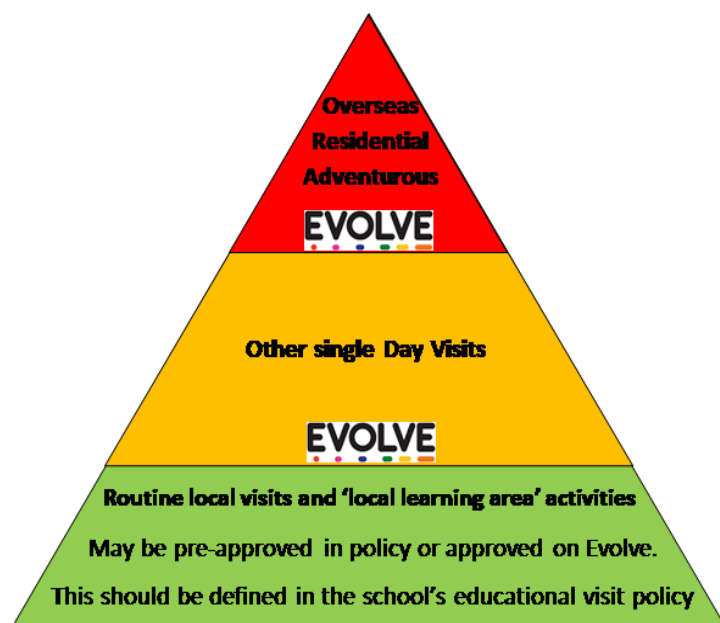 Overseas
Residential
Adventurous
EVOLVE
Other single Day Visits
EVOLVE
Routine local visits and ‘local learning area’ activities
May be pre-approved in policy or approved on Evolve.
This should be defined in the school’s educational visit policy